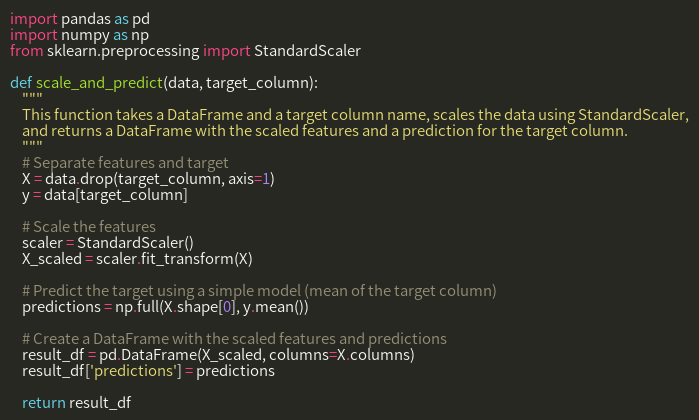 import pandas as pd
import numpy as np
from sklearn.preprocessing import StandardScaler

def scale_and_predict(data, target_column):
    """
    This function takes a DataFrame and a target column name, scales the data using StandardScaler,
    and returns a DataFrame with the scaled features and a prediction for the target column.
    """
    # Separate features and target
    X = data.drop(target_column, axis=1)
    y = data[target_column]

    # Scale the features
    scaler = StandardScaler()
    X_scaled = scaler.fit_transform(X)

    # Predict the target using a simple model (mean of the target column)
    predictions = np.full(X.shape[0], y.mean())

    # Create a DataFrame with the scaled features and predictions
    result_df = pd.DataFrame(X_scaled, columns=X.columns)
    result_df['predictions'] = predictions

    return result_df